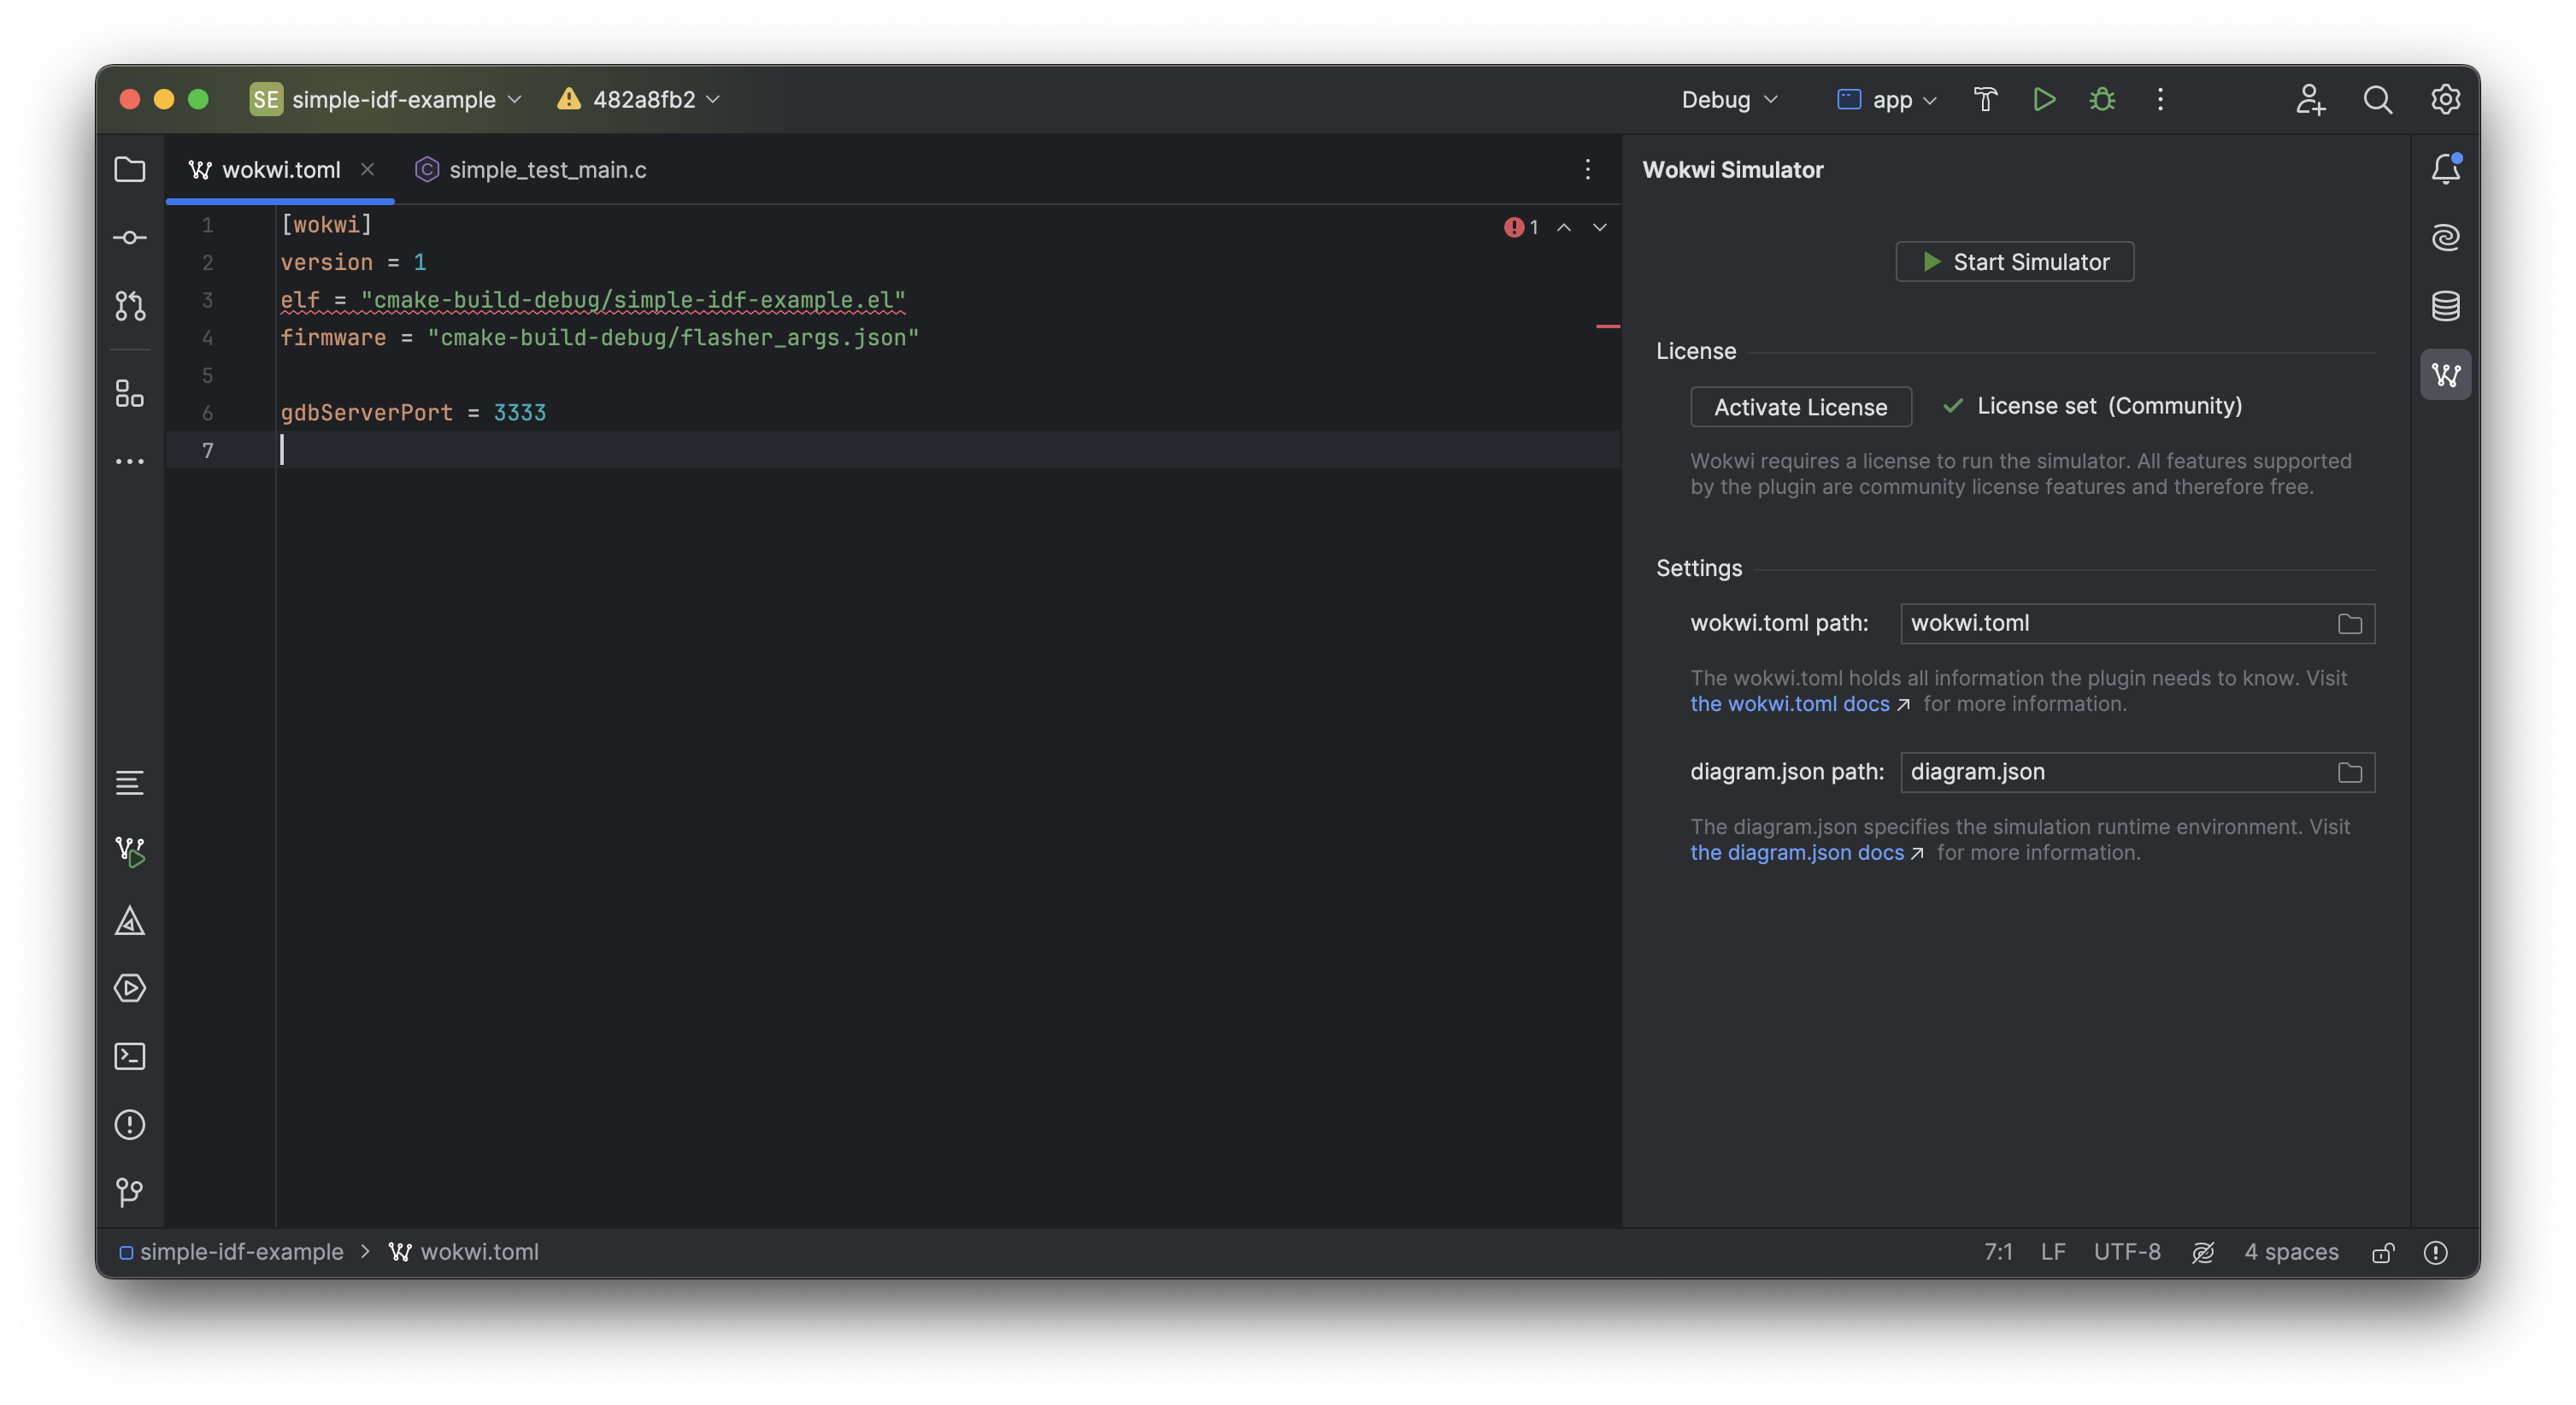 SE simple-idf-example 482a8fb2 Debug app
wokwi.toml simple_test_main.c
1 [wokwi]
2 version = 1
3 elf = "cmake-build-debug/simple-idf-example.el"
4 firmware = "cmake-build-debug/flasher_args.json"
5
6 gdbServerPort = 3333
7
1
Wokwi Simulator
Start Simulator
License
Activate License License set (Community)
Wokwi requires a license to run the simulator. All features supported
by the plugin are community license features and therefore free.
Settings
wokwi.toml path: wokwi.toml
The wokwi.toml holds all information the plugin needs to know. Visit
the wokwi.toml docs for more information.
diagram.json path: diagram.json
The diagram.json specifies the simulation runtime environment. Visit
the diagram.json docs for more information.
simple-idf-example wokwi.toml 7:1 LF UTF-8 4 spaces